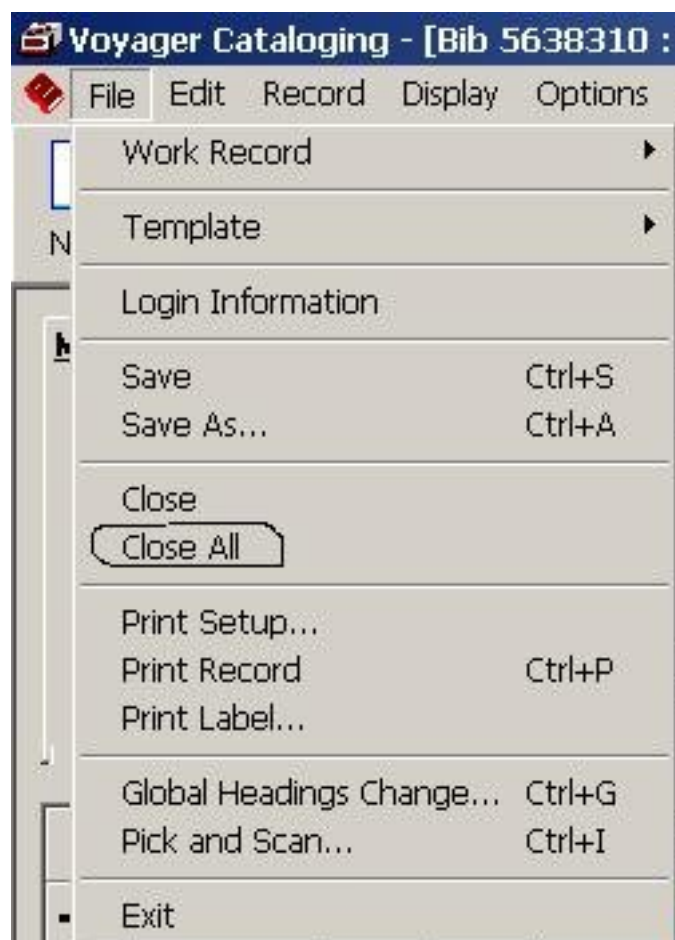 Voyager Cataloging - [Bib 5638310 :
File Edit Record Display Options
Work Record
Template
N
Login Information
Save Ctrl+S
Save As... Ctrl+A
Close
Close All
Print Setup...
Print Record Ctrl+P
Print Label...
Global Headings Change... Ctrl+G
Pick and Scan... Ctrl+I
Exit